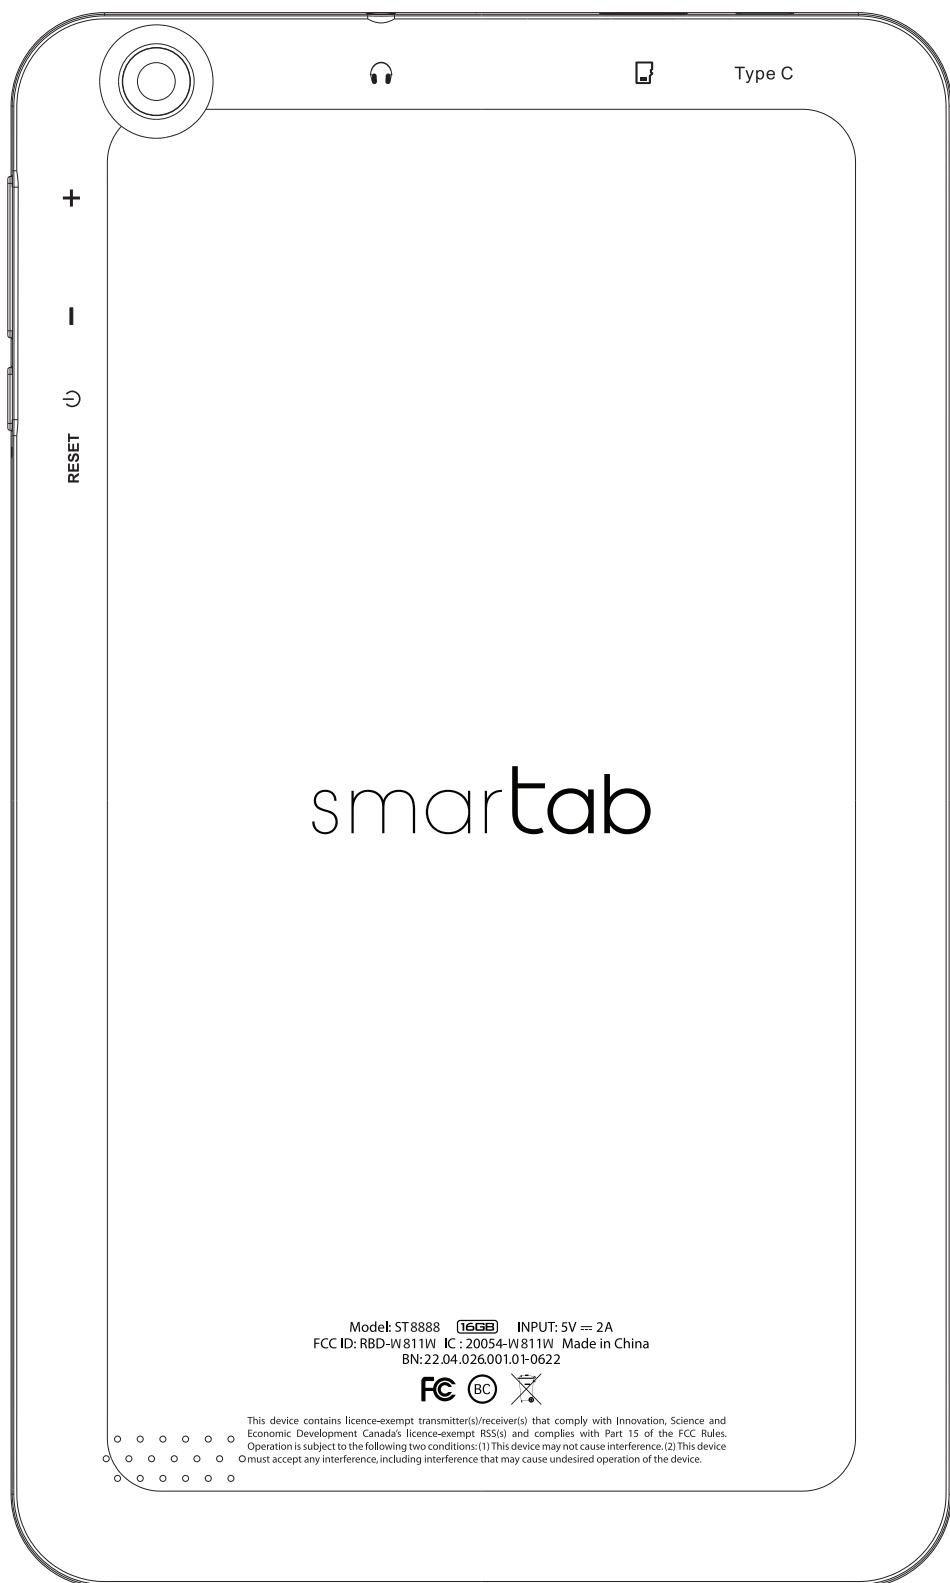 Type C
+
-
RESET
smartab
Model: ST8888 16GB INPUT: 5V ⎓ 2A
FCC ID: RBD-W811W IC : 20054-W811W Made in China
BN: 22.04.026.001.01-0622
FC BC
This device contains licence-exempt transmitter(s)/receiver(s) that comply with Innovation, Science and
Economic Development Canada's licence-exempt RSS(s) and complies with Part 15 of the FCC Rules.
Operation is subject to the following two conditions: (1) This device may not cause interference. (2) This device
must accept any interference, including interference that may cause undesired operation of the device.